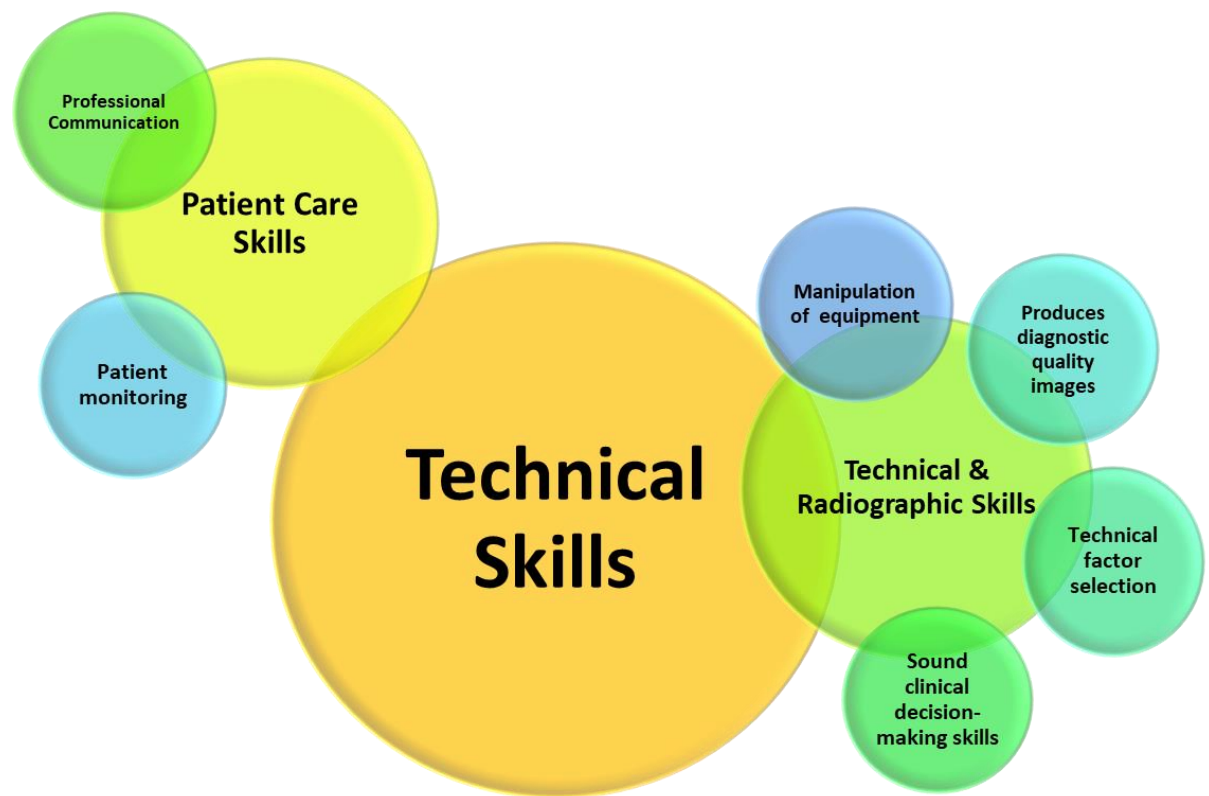 Professional
Communication
Patient Care
Skills
Patient
monitoring
Technical
Skills
Manipulation
of equipment
Produces
diagnostic
quality
images
Technical &
Radiographic Skills
Technical
factor
selection
Sound
clinical
decision-
making skills